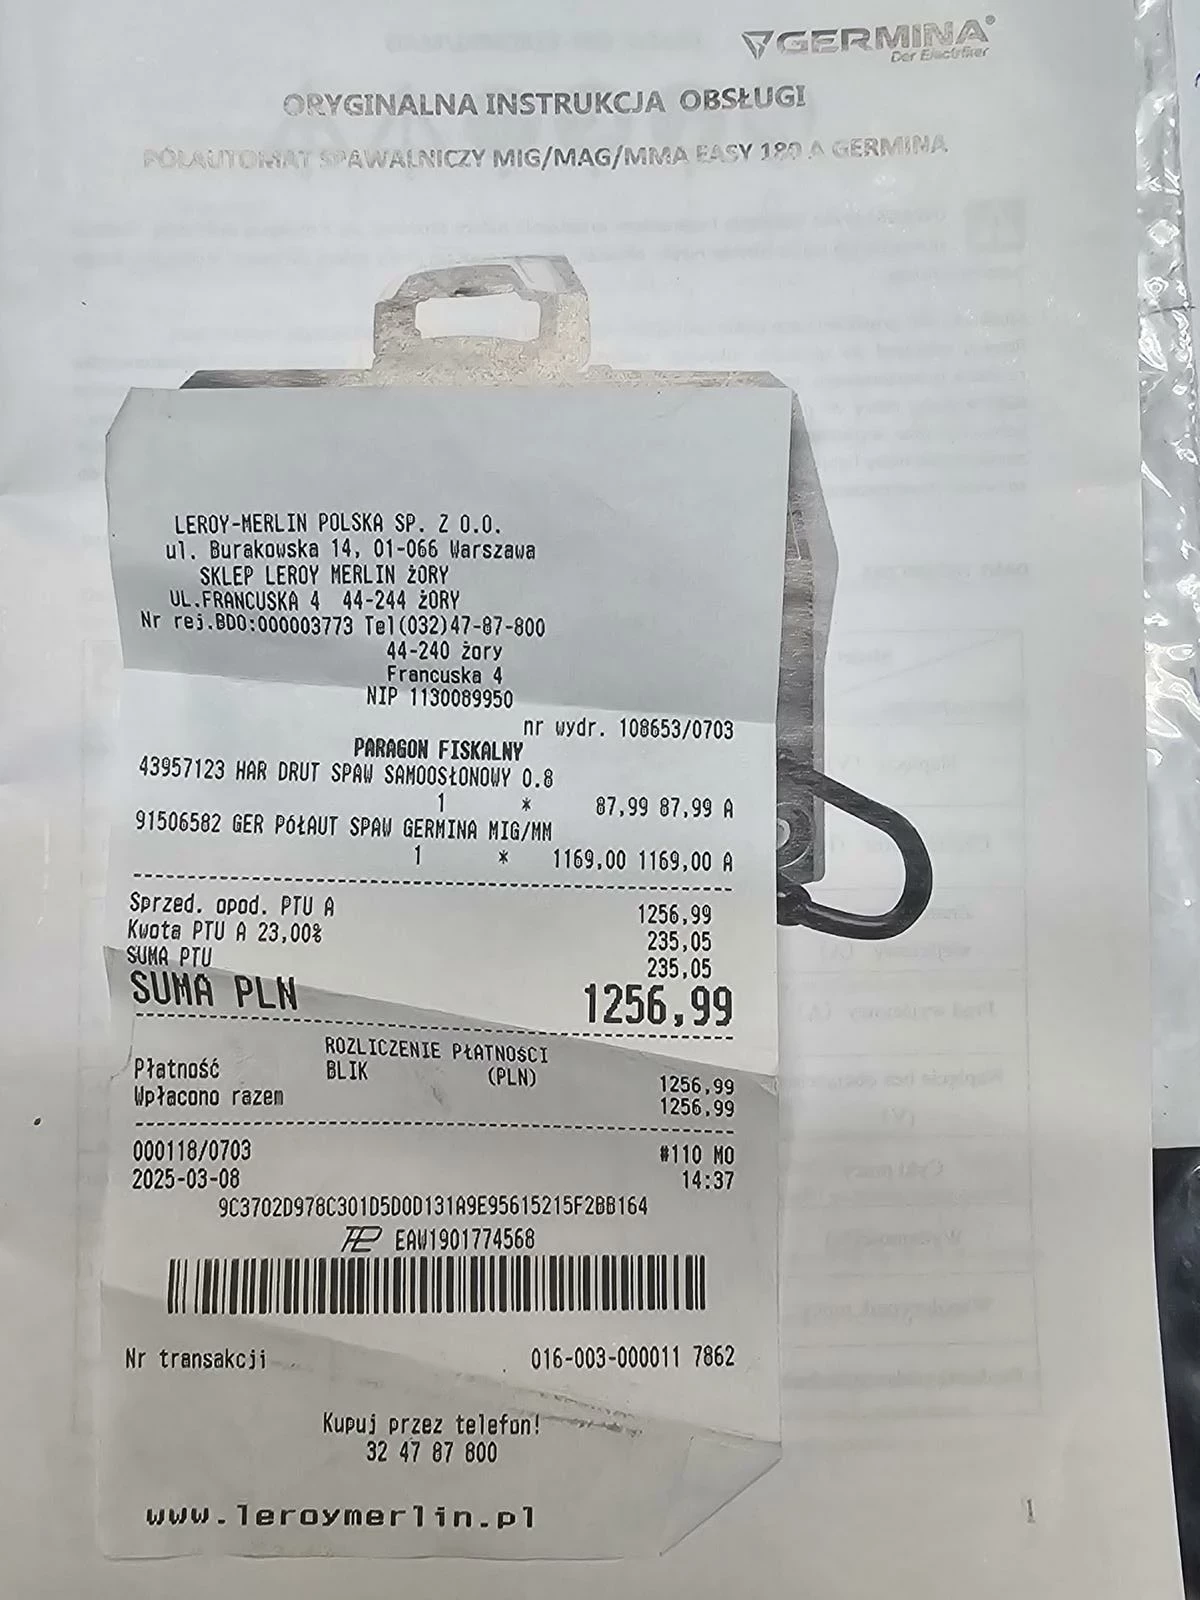 GERMINA®
Der Electrifier
ORYGINALNA INSTRUKCJA OBSŁUGI
PÓŁAUTOMAT SPAWALNICZY MIG/MAG/MMA EASY 180 A GERMINA
LEROY-MERLIN POLSKA SP. Z O.O.
ul. Burakowska 14, 01-066 Warszawa
SKLEP LEROY MERLIN ŻORY
UL.FRANCUSKA 4 44-244 ŻORY
Nr rej.BDO:000003773 Tel(032)47-87-800
44-240 żory
Francuska 4
NIP 1130089950
nr wydr. 108653/0703
PARAGON FISKALNY
43957123 HAR DRUT SPAW SAMOOSŁONOWY 0.8
1 * 87,99 87,99 A
91506582 GER PÓŁAUT SPAW GERMINA MIG/MM
1 * 1169,00 1169,00 A
Sprzed. opod. PTU A 1256,99
Kwota PTU A 23,00% 235,05
SUMA PTU 235,05
SUMA PLN 1256,99
ROZLICZENIE PŁATNOŚCI
Płatność BLIK (PLN) 1256,99
Wpłacono razem 1256,99
000118/0703 #110 MO
2025-03-08 14:37
9C3702D978C301D5D0D131A9E95615215F2BB164
EAW1901774568
Nr transakcji 016-003-000011 7862
Kupuj przez telefon!
32 47 87 800
www.leroymerlin.pl
1